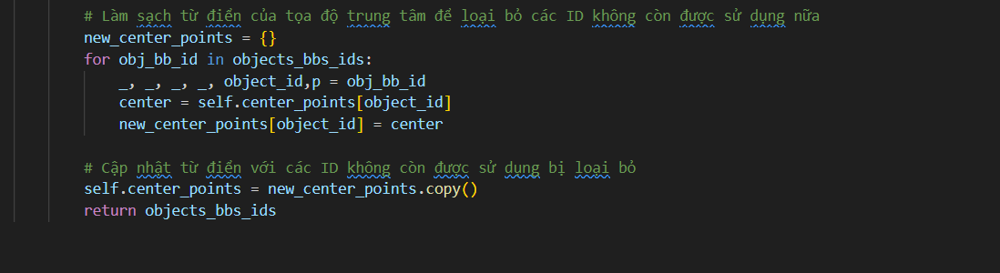 # Làm sạch từ điển của tọa độ trung tâm để loại bỏ các ID không còn được sử dụng nữa
new_center_points = {}
for obj_bb_id in objects_bbs_ids:
    _, _, _, _, object_id,p = obj_bb_id
    center = self.center_points[object_id]
    new_center_points[object_id] = center
# Cập nhật từ điển với các ID không còn được sử dụng bị loại bỏ
self.center_points = new_center_points.copy()
return objects_bbs_ids